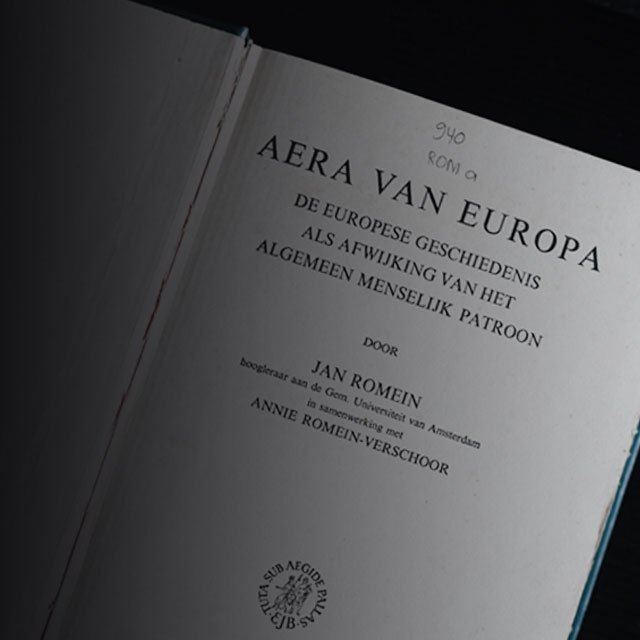 940
ROM a
AERA VAN EUROPA
DE EUROPESE GESCHIEDENIS
ALS AFWIJKING VAN HET
ALGEMEEN MENSELIJK PATROON
DOOR
JAN ROMEIN
hoogleraar aan de Gem. Universiteit van Amsterdam
in samenwerking met
ANNIE ROMEIN-VERSCHOOR
TUTA SUB AEGIDE PALLAS
EJB